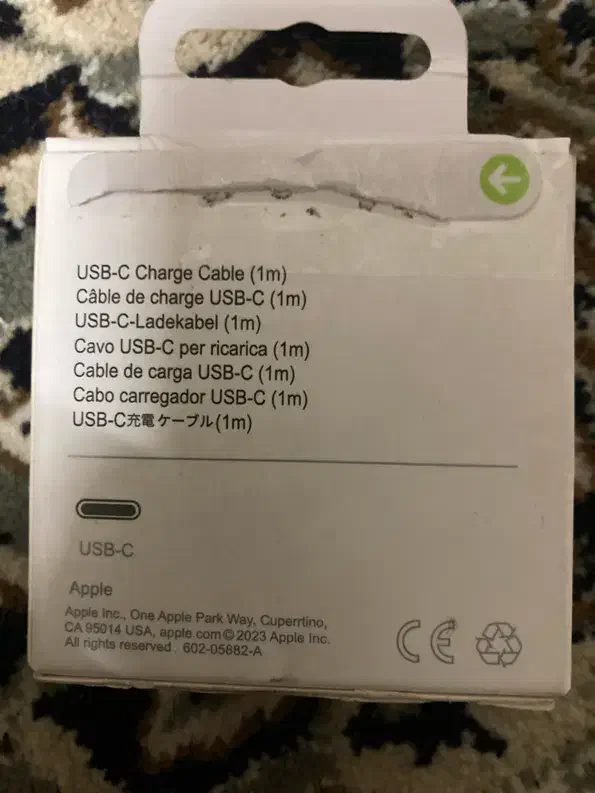 USB-C Charge Cable (1m)
Câble de charge USB-C (1m)
USB-C-Ladekabel (1m)
Cavo USB-C per ricarica (1m)
Cable de carga USB-C (1m)
Cabo carregador USB-C (1m)
USB-C充電ケーブル(1m)
USB-C
Apple
Apple Inc., One Apple Park Way, Cuperrtino,
CA 95014 USA, apple.com © 2023 Apple Inc.
All rights reserved. 602-05882-A
CE